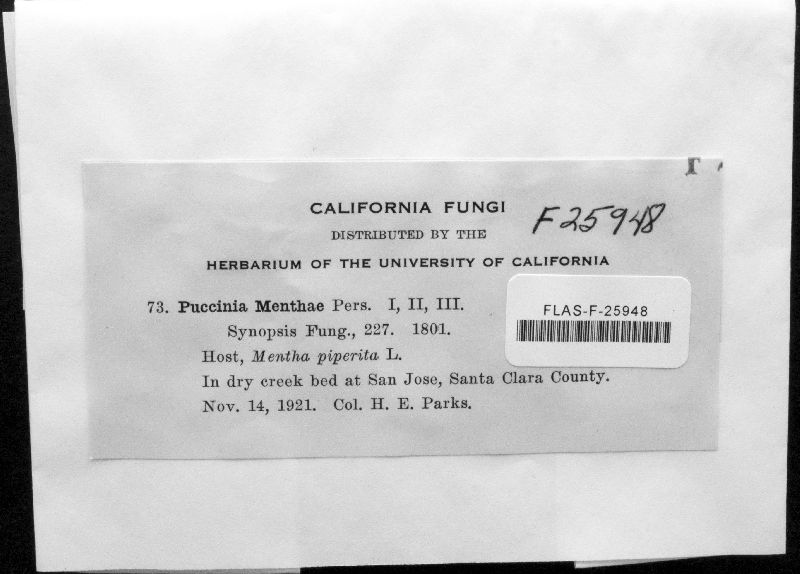 CALIFORNIA FUNGI
F25948
DISTRIBUTED BY THE
HERBARIUM OF THE UNIVERSITY OF CALIFORNIA
73. Puccinia Menthae Pers. I, II, III.
FLAS-F-25948
Synopsis Fung., 227. 1801.
Host, Mentha piperita L.
In dry creek bed at San Jose, Santa Clara County.
Nov. 14, 1921. Col. H. E. Parks.